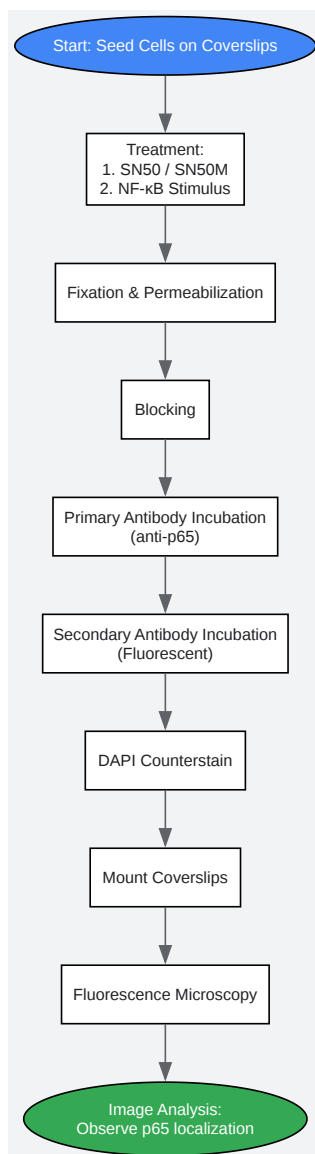 Start: Seed Cells on Coverslips
Treatment:
1. SN50 / SN50M
2. NF-κB Stimulus
Fixation & Permeabilization
Blocking
Primary Antibody Incubation
(anti-p65)
Secondary Antibody Incubation
(Fluorescent)
DAPI Counterstain
Mount Coverslips
Fluorescence Microscopy
Image Analysis:
Observe p65 localization